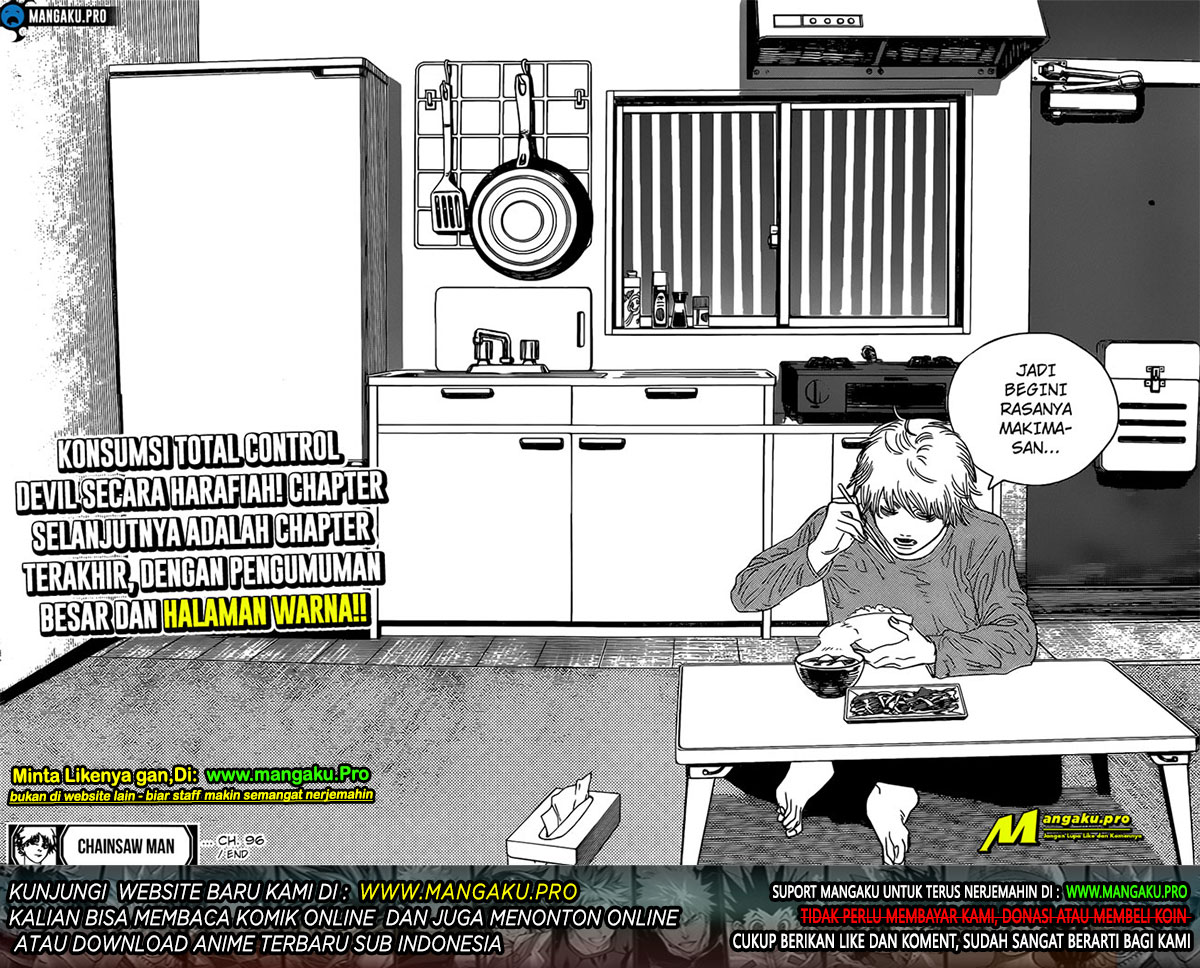 MANGAKU.PRO
JADI
BEGINI
RASANYA
MAKIMA-
SAN...
KONSUMSI TOTAL CONTROL
DEVIL SECARA HARAFIAH! CHAPTER
SELANJUTNYA ADALAH CHAPTER
TERAKHIR, DENGAN PENGUMUMAN
BESAR DAN HALAMAN WARNA!!
Minta Likenya gan,Di: www.mangaku.Pro
bukan di website lain - biar staff makin semangat nerjemahin
CHAINSAW MAN ... CH. 96
/ END
Mangaku.pro
Jangan Lupa Like dan Komennya
KUNJUNGI WEBSITE BARU KAMI DI : WWW.MANGAKU.PRO
KALIAN BISA MEMBACA KOMIK ONLINE DAN JUGA MENONTON ONLINE
ATAU DOWNLOAD ANIME TERBARU SUB INDONESIA
SUPORT MANGAKU UNTUK TERUS NERJEMAHIN DI : WWW.MANGAKU.PRO
TIDAK PERLU MEMBAYAR KAMI, DONASI ATAU MEMBELI KOIN
CUKUP BERIKAN LIKE DAN KOMENT, SUDAH SANGAT BERARTI BAGI KAMI